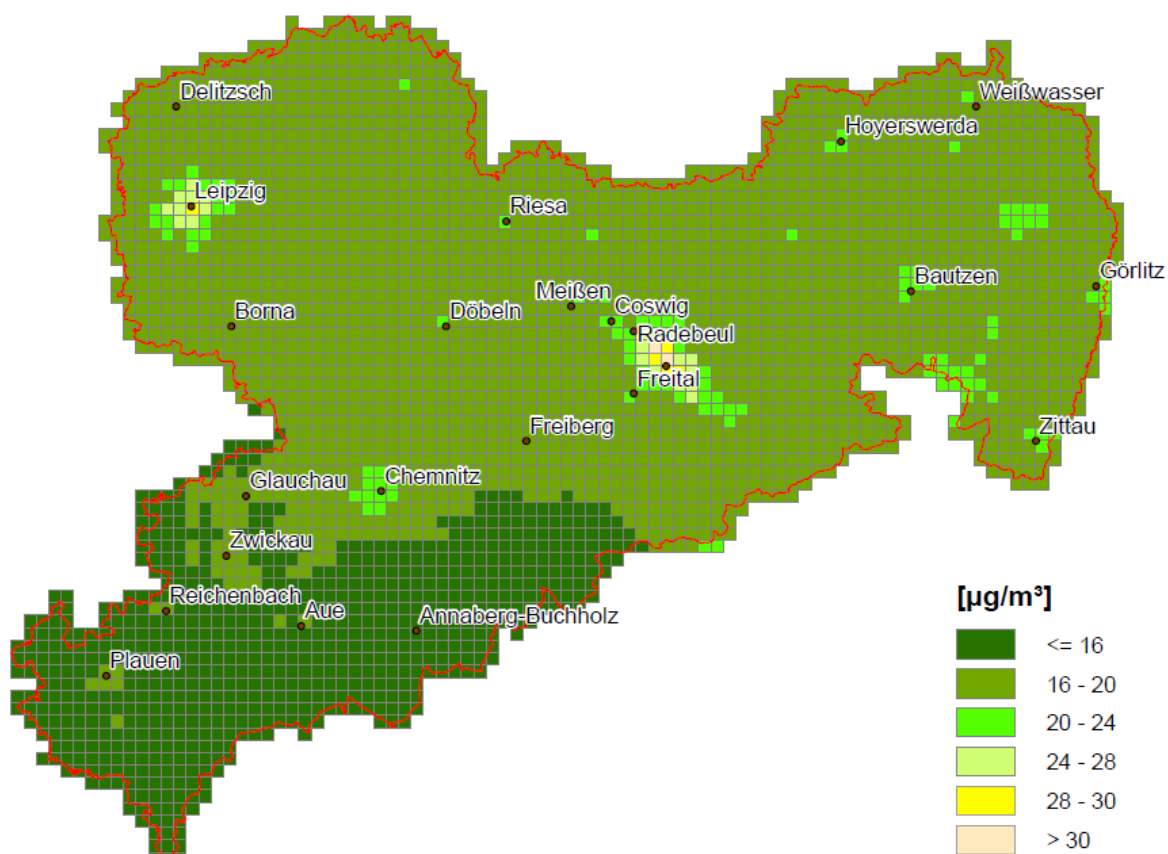 Delitzsch
Weißwasser
Hoyerswerda
Leipzig
Riesa
Bautzen
Görlitz
Meißen
Coswig
Borna
Döbeln
Radebeul
Freital
Freiberg
Zittau
Glauchau
Chemnitz
Zwickau
Reichenbach
Aue
Annaberg-Buchholz
Plauen
[µg/m³]
<= 16
16 - 20
20 - 24
24 - 28
28 - 30
> 30